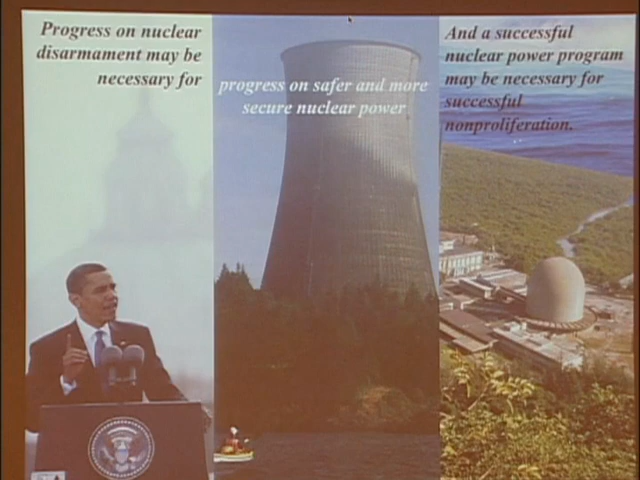 Progress on nuclear
disarmament may be
necessary for
progress on safer and more
secure nuclear power
And a successful
nuclear power program
may be necessary for
successful
nonproliferation.